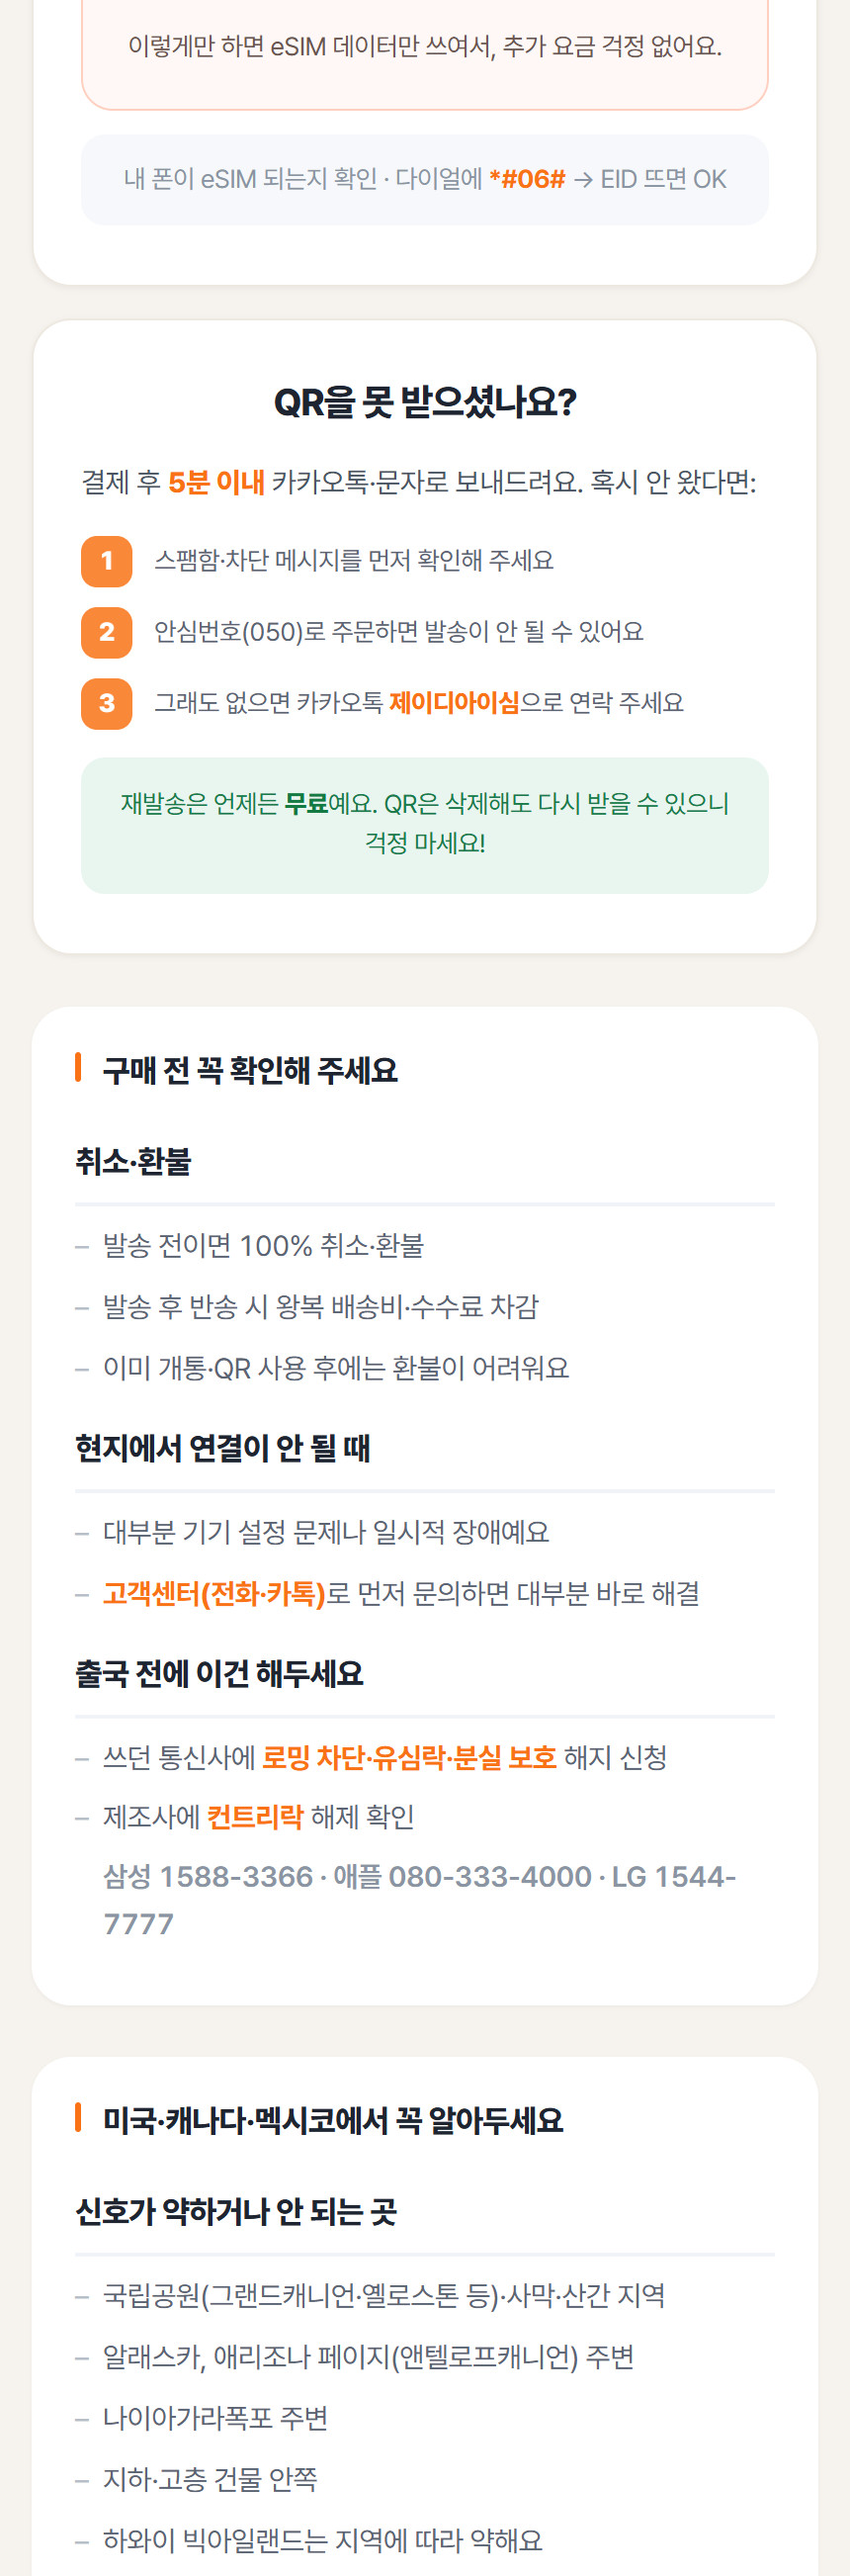 이렇게만 하면 eSIM 데이터만 쓰여서, 추가 요금 걱정 없어요.
내 폰이 eSIM 되는지 확인 · 다이얼에 *#06# → EID 뜨면 OK
QR을 못 받으셨나요?
결제 후 5분 이내 카카오톡·문자로 보내드려요. 혹시 안 왔다면:
1 스팸함·차단 메시지를 먼저 확인해 주세요
2 안심번호(050)로 주문하면 발송이 안 될 수 있어요
3 그래도 없으면 카카오톡 제이디아이심으로 연락 주세요
재발송은 언제든 무료예요. QR은 삭제해도 다시 받을 수 있으니
걱정 마세요!
구매 전 꼭 확인해 주세요
취소·환불
– 발송 전이면 100% 취소·환불
– 발송 후 반송 시 왕복 배송비·수수료 차감
– 이미 개통·QR 사용 후에는 환불이 어려워요
현지에서 연결이 안 될 때
– 대부분 기기 설정 문제나 일시적 장애예요
– 고객센터(전화·카톡)로 먼저 문의하면 대부분 바로 해결
출국 전에 이건 해두세요
– 쓰던 통신사에 로밍 차단·유심락·분실 보호 해지 신청
– 제조사에 컨트리락 해제 확인
삼성 1588-3366 · 애플 080-333-4000 · LG 1544-
7777
미국·캐나다·멕시코에서 꼭 알아두세요
신호가 약하거나 안 되는 곳
– 국립공원(그랜드캐니언·옐로스톤 등)·사막·산간 지역
– 알래스카, 애리조나 페이지(앤텔로프캐니언) 주변
– 나이아가라폭포 주변
– 지하·고층 건물 안쪽
– 하와이 빅아일랜드는 지역에 따라 약해요